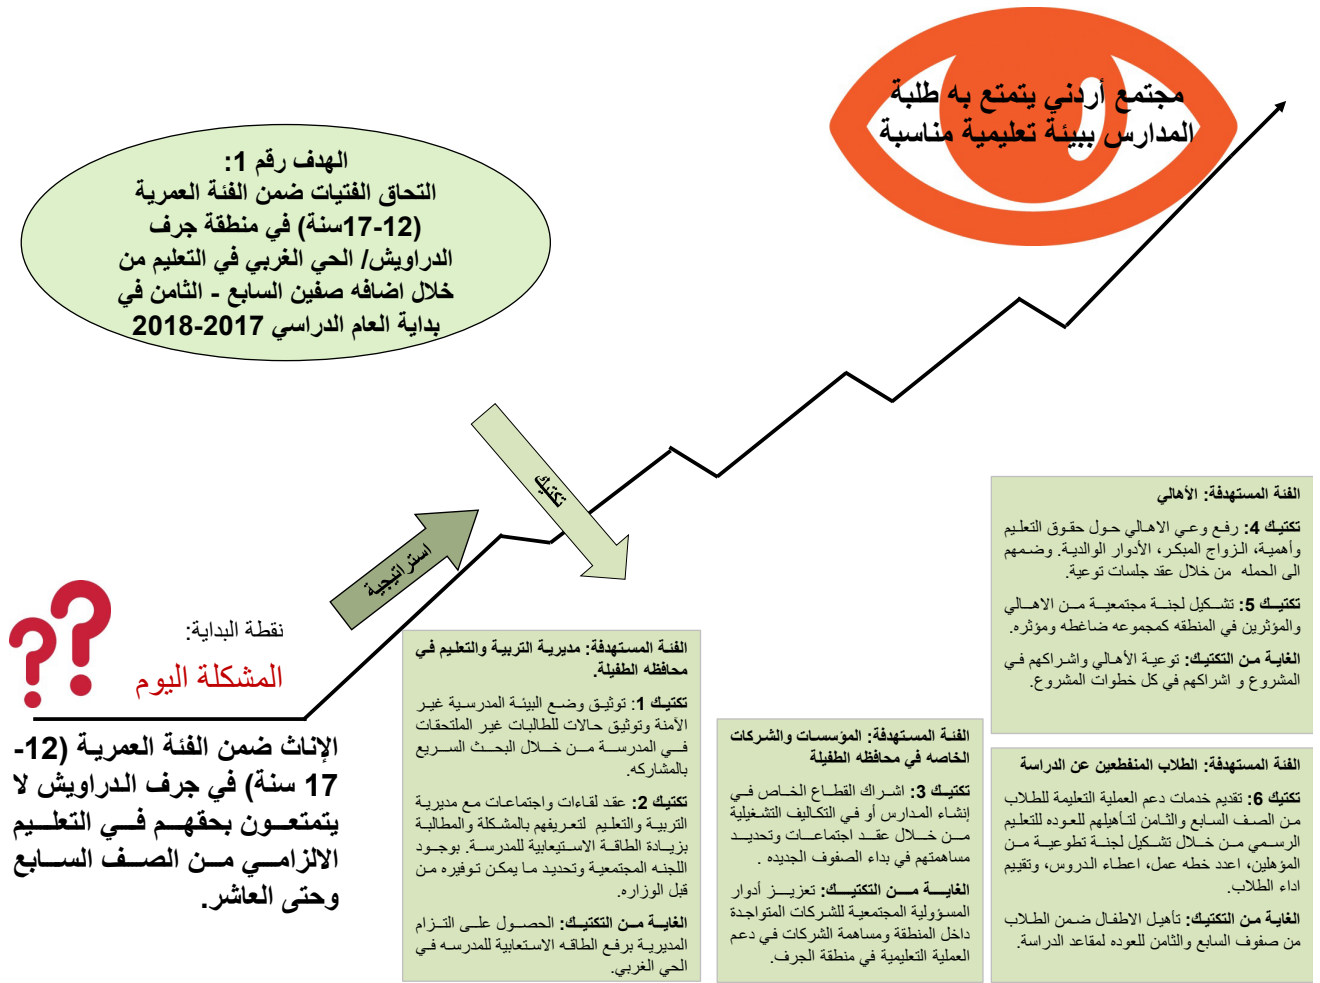 مجتمع أردني يتمتع به طلبة
المدارس ببيئة تعليمية مناسبة
الهدف رقم 1:
التحاق الفتيات ضمن الفئة العمرية
(12-17سنة) في منطقة جرف
الدراويش/ الحي الغربي في التعليم من
خلال اضافه صفين السابع - الثامن في
بداية العام الدراسي 2017-2018
تكتيك
استراتيجية
نقطة البداية:
المشكلة اليوم
الإناث ضمن الفئة العمرية (12-
17 سنة) في جرف الدراويش لا
يتمتعون بحقهم في التعليم
الالزامي من الصف السابع
وحتى العاشر.
الفئة المستهدفة: مديرية التربية والتعليم في
محافظه الطفيلة.
تكتيك 1: توثيق وضع البيئة المدرسية غير
الآمنة وتوثيق حالات للطالبات غير الملتحقات
في المدرسة من خلال البحث السريع
بالمشاركه.
تكتيك 2: عقد لقاءات واجتماعات مع مديرية
التربية والتعليم لتعريفهم بالمشكلة والمطالبة
بزيادة الطاقة الاستيعابية للمدرسة. بوجود
اللجنه المجتمعية وتحديد ما يمكن توفيره من
قبل الوزاره.
الغاية من التكتيك: الحصول على التزام
المديرية برفع الطاقه الاستعابية للمدرسه في
الحي الغربي.
الفئة المستهدفة: المؤسسات والشركات
الخاصه في محافظه الطفيلة
تكتيك 3: اشراك القطاع الخاص في
إنشاء المدارس أو في التكاليف التشغيلية
من خلال عقد اجتماعات وتحديد
مساهمتهم في بداء الصفوف الجديده .
الغاية من التكتيك: تعزيز أدوار
المسؤولية المجتمعية للشركات المتواجدة
داخل المنطقة ومساهمة الشركات في دعم
العملية التعليمية في منطقة الجرف.
الفئة المستهدفة: الأهالي
تكتيك 4: رفع وعي الاهالي حول حقوق التعليم
وأهمية، الزواج المبكر، الأدوار الوالدية. وضمهم
الى الحمله من خلال عقد جلسات توعية.
تكتيك 5: تشكيل لجنة مجتمعية من الاهالي
والمؤثرين في المنطقه كمجموعه ضاغطه ومؤثره.
الغاية من التكتيك: توعية الأهالي واشراكهم في
المشروع و اشراكهم في كل خطوات المشروع.
الفئة المستهدفة: الطلاب المنقطعين عن الدراسة
تكتيك 6: تقديم خدمات دعم العملية التعليمة للطلاب
من الصف السابع والثامن لتأهيلهم للعوده للتعليم
الرسمي من خلال تشكيل لجنة تطوعية من
المؤهلين، اعدد خطه عمل، اعطاء الدروس، وتقييم
اداء الطلاب.
الغاية من التكتيك: تأهيل الاطفال ضمن الطلاب
من صفوف السابع والثامن للعوده لمقاعد الدراسة.